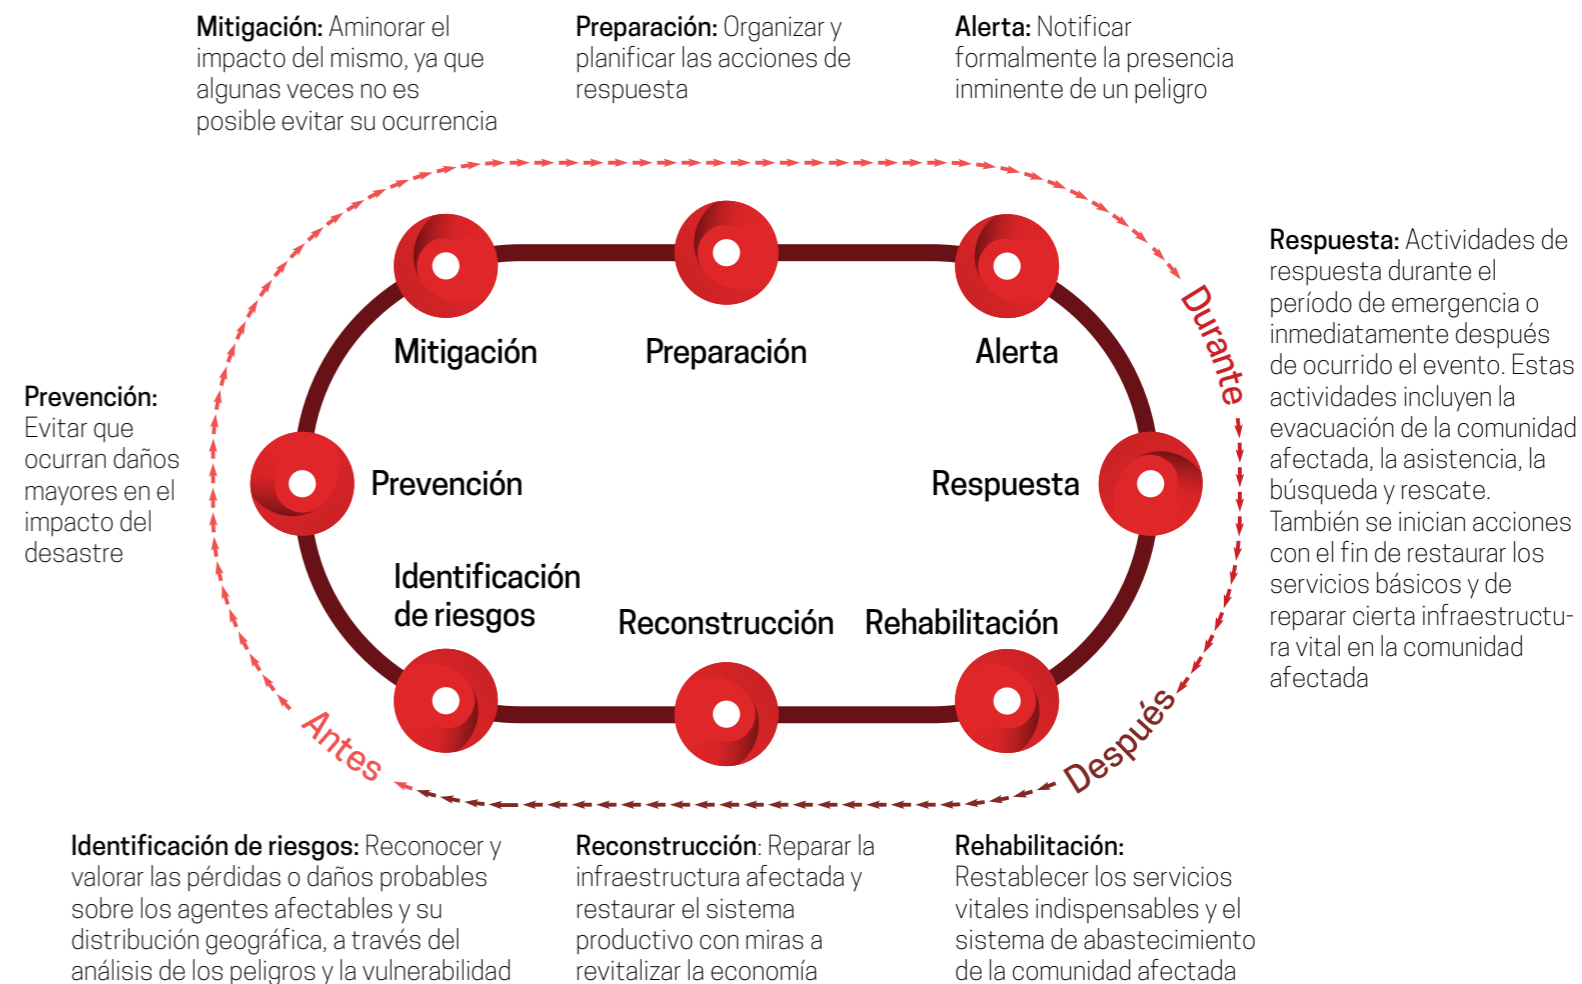 Mitigación: Aminorar el
impacto del mismo, ya que
algunas veces no es
posible evitar su ocurrencia
Preparación: Organizar y
planificar las acciones de
respuesta
Alerta: Notificar
formalmente la presencia
inminente de un peligro
Durante
Respuesta: Actividades de
respuesta durante el
período de emergencia o
inmediatamente después
de ocurrido el evento. Estas
actividades incluyen la
evacuación de la comunidad
afectada, la asistencia, la
búsqueda y rescate.
También se inician acciones
con el fin de restaurar los
servicios básicos y de
reparar cierta infraestructu-
ra vital en la comunidad
afectada
Mitigación
Preparación
Alerta
Prevención:
Evitar que
ocurran daños
mayores en el
impacto del
desastre
Prevención
Respuesta
Identificación
de riesgos
Reconstrucción
Rehabilitación
Antes
Después
Identificación de riesgos: Reconocer y
valorar las pérdidas o daños probables
sobre los agentes afectables y su
distribución geográfica, a través del
análisis de los peligros y la vulnerabilidad
Reconstrucción: Reparar la
infraestructura afectada y
restaurar el sistema
productivo con miras a
revitalizar la economía
Rehabilitación:
Restablecer los servicios
vitales indispensables y el
sistema de abastecimiento
de la comunidad afectada